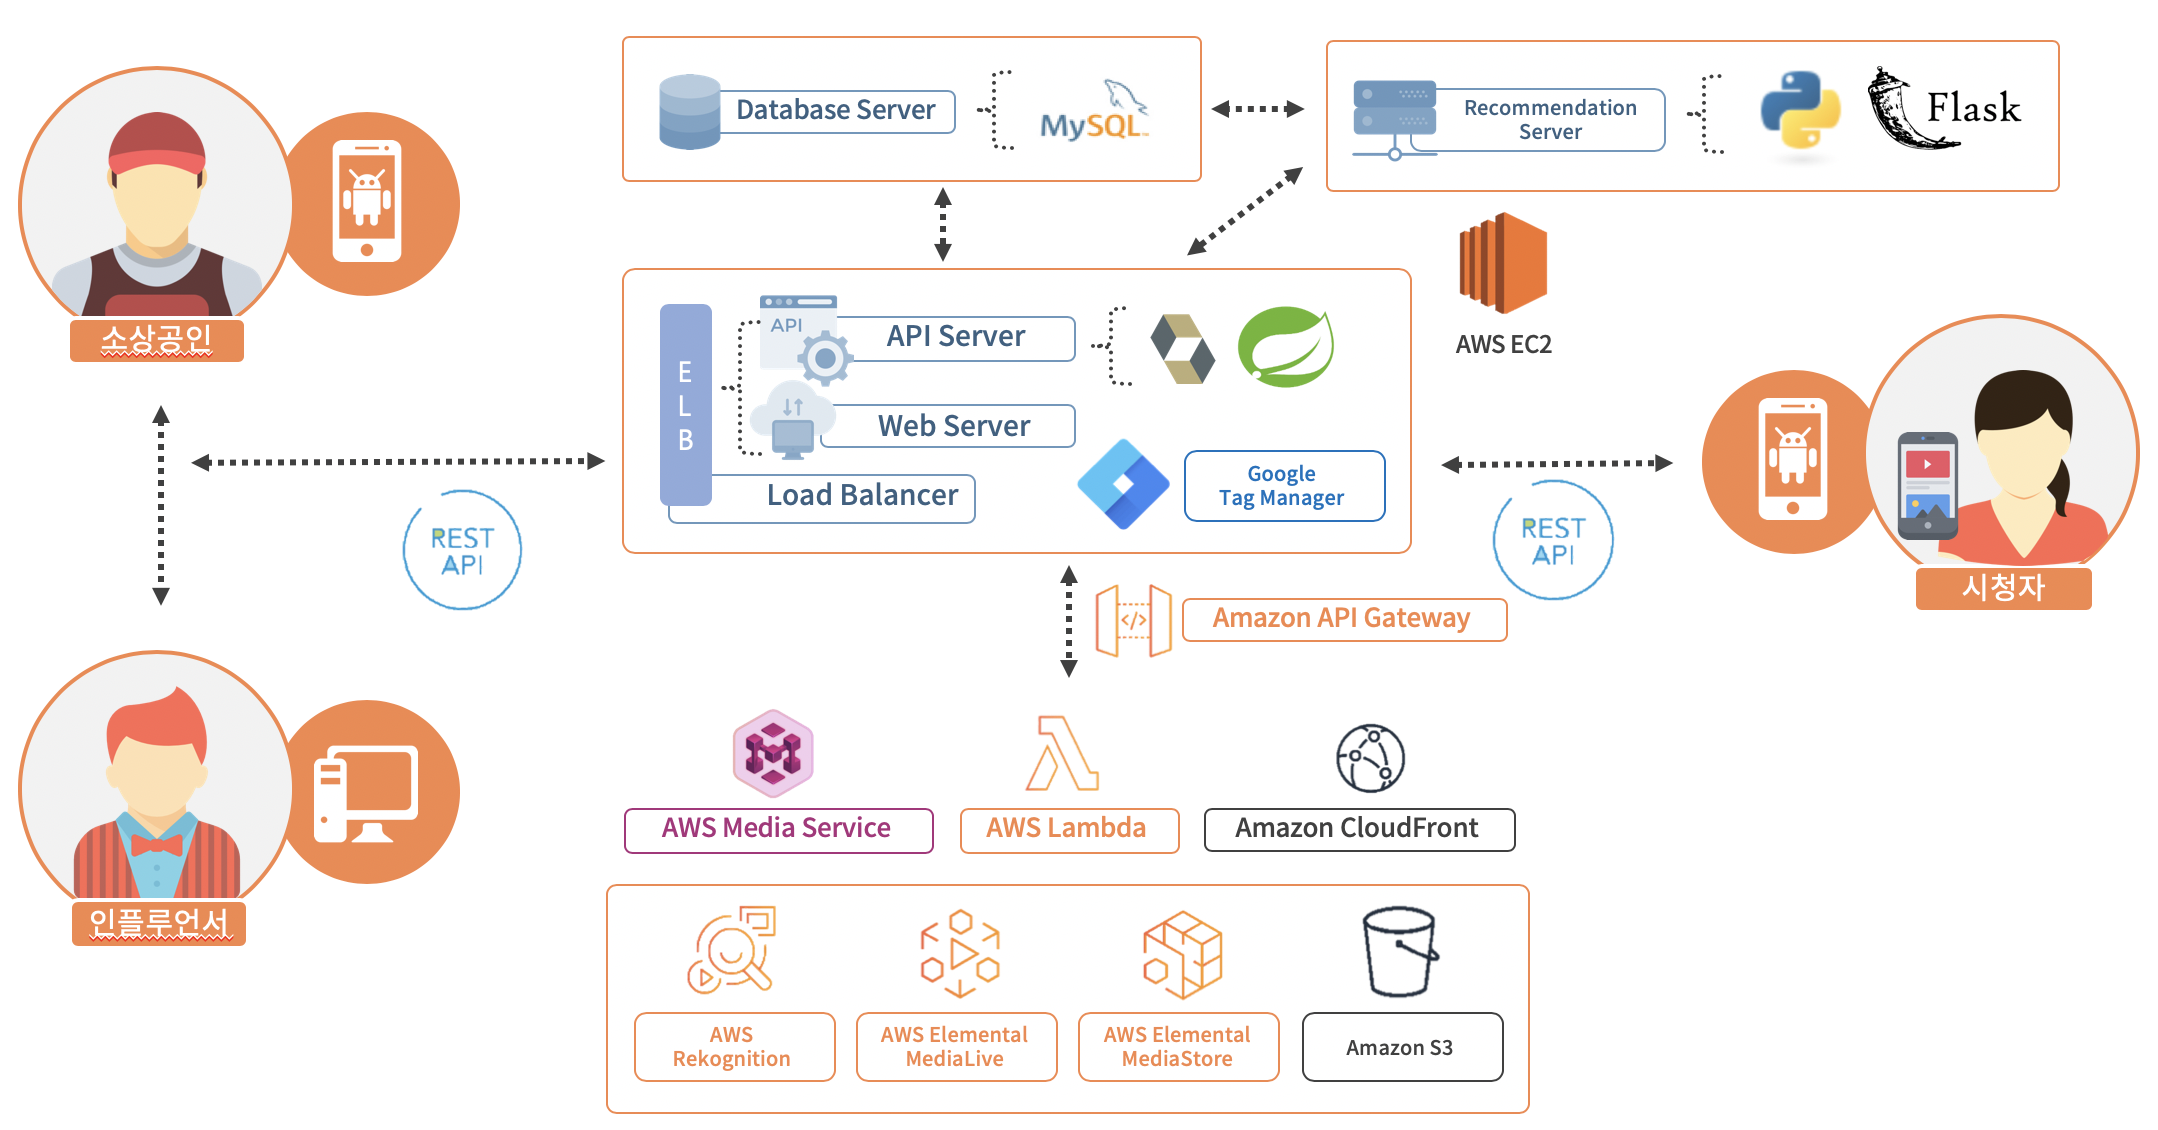 Database Server
MySQL
Recommendation
Server
Flask
소상공인
API
API Server
E
L
B
Web Server
Load Balancer
Google
Tag Manager
AWS EC2
REST
API
REST
API
시청자
Amazon API Gateway
인플루언서
AWS Media Service
AWS Lambda
Amazon CloudFront
AWS
Rekognition
AWS Elemental
MediaLive
AWS Elemental
MediaStore
Amazon S3